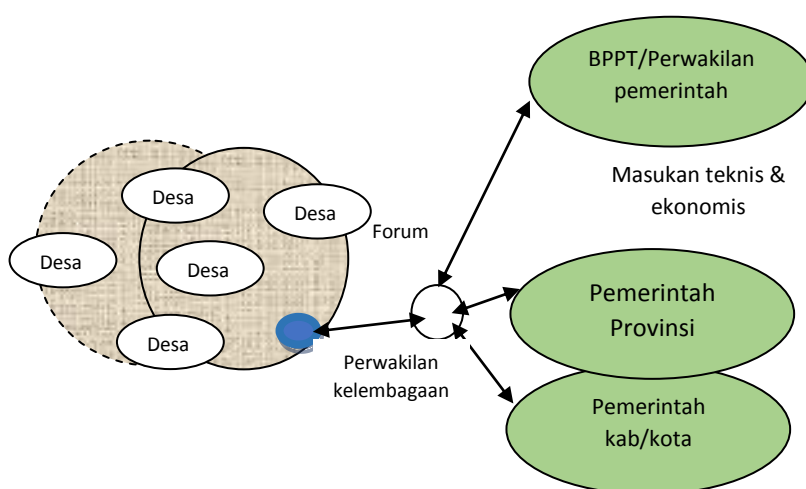 BPPT/Perwakilan
pemerintah
Masukan teknis &
ekonomis
Desa
Desa
Forum
Desa
Desa
Desa
Perwakilan
kelembagaan
Pemerintah
Provinsi
Pemerintah
kab/kota